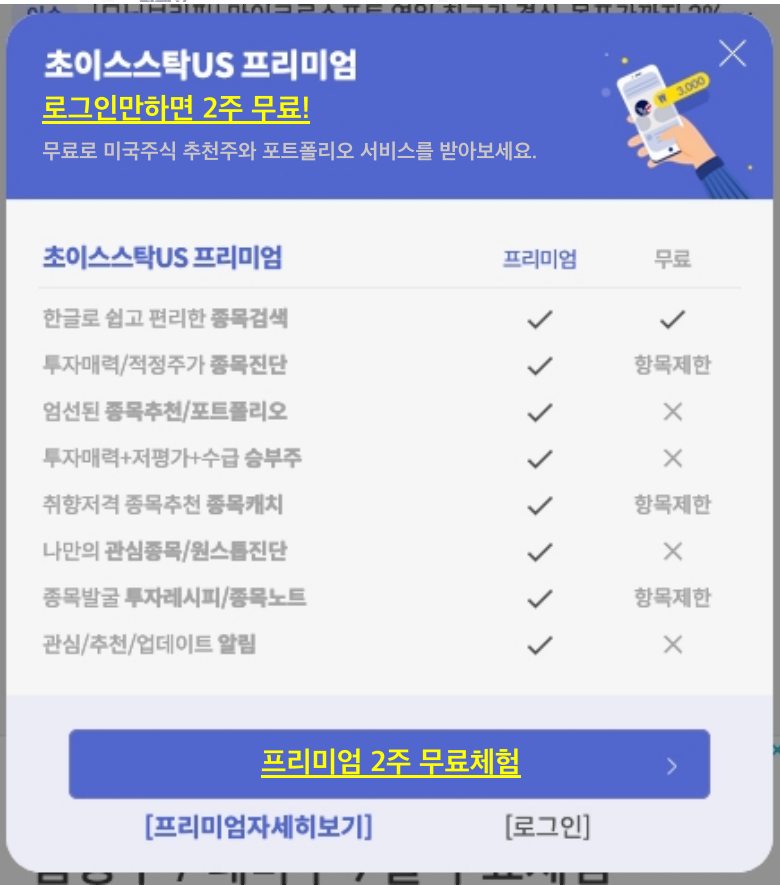 초이스스탁US 프리미엄
로그인만하면 2주 무료!
무료로 미국주식 추천주와 포트폴리오 서비스를 받아보세요.
₩ 3,000
초이스스탁US 프리미엄 프리미엄 무료
한글로 쉽고 편리한 종목검색
투자매력/적정주가 종목진단 항목제한
엄선된 종목추천/포트폴리오
투자매력+저평가+수급 승부주
취향저격 종목추천 종목캐치 항목제한
나만의 관심종목/원스톱진단
종목발굴 투자레시피/종목노트 항목제한
관심/추천/업데이트 알림
프리미엄 2주 무료체험
[프리미엄자세히보기] [로그인]